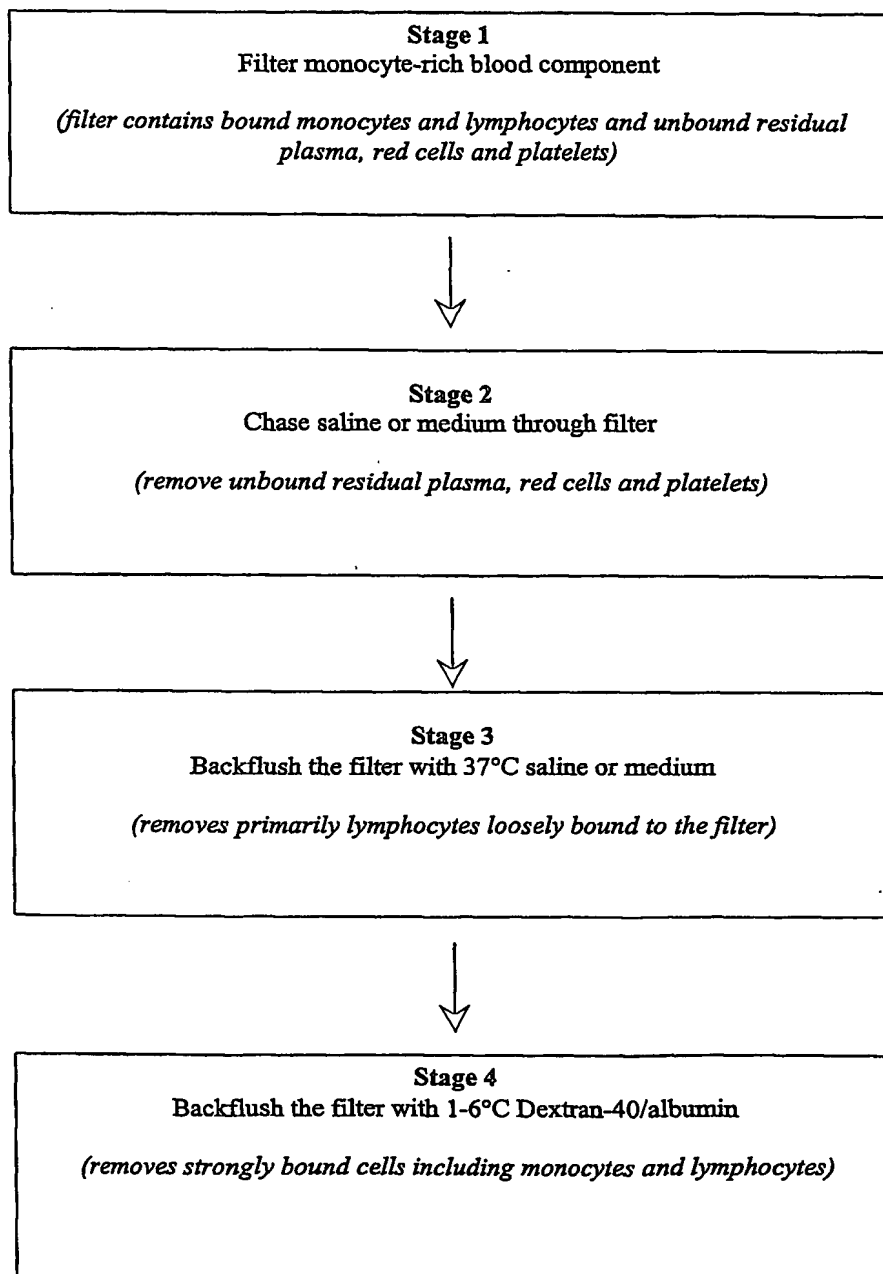 Stage 1
Filter monocyte-rich blood component
(filter contains bound monocytes and lymphocytes and unbound residual
plasma, red cells and platelets)
Stage 2
Chase saline or medium through filter
(remove unbound residual plasma, red cells and platelets)
Stage 3
Backflush the filter with 37°C saline or medium
(removes primarily lymphocytes loosely bound to the filter)
Stage 4
Backflush the filter with 1-6°C Dextran-40/albumin
(removes strongly bound cells including monocytes and lymphocytes)